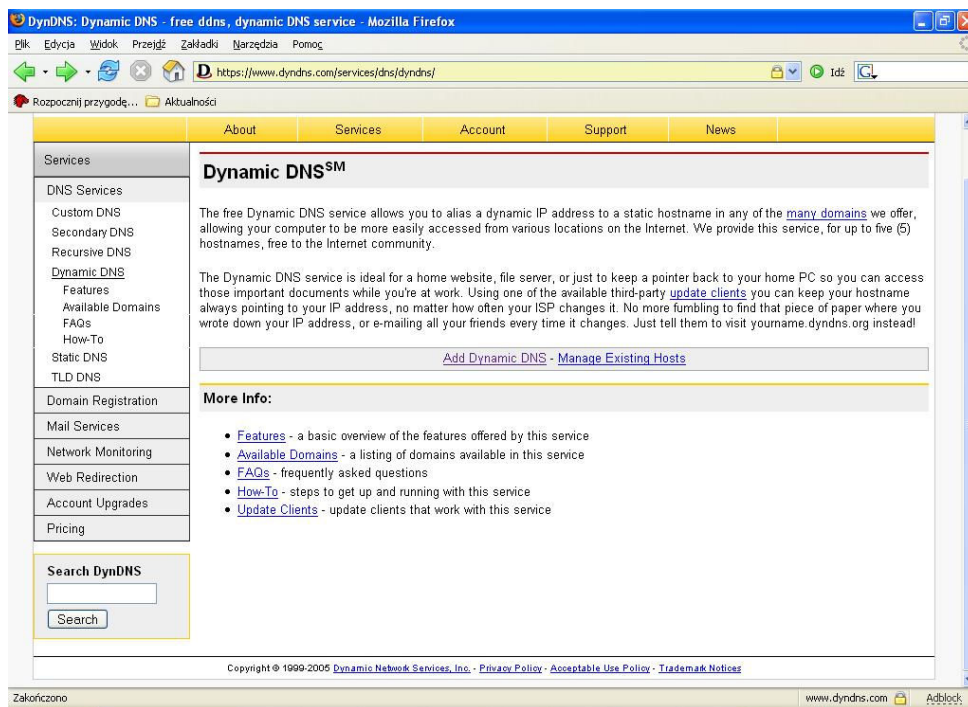 DynDNS: Dynamic DNS - free ddns, dynamic DNS service - Mozilla Firefox
Plik Edycja Widok Przejdź Zakładki Narzędzia Pomoc
https://www.dyndns.com/services/dns/dyndns/ Idź G
Rozpocznij przygodę... Aktualności
About Services Account Support News
Services
DNS Services
Custom DNS
Secondary DNS
Recursive DNS
Dynamic DNS
Features
Available Domains
FAQs
How-To
Static DNS
TLD DNS
Domain Registration
Mail Services
Network Monitoring
Web Redirection
Account Upgrades
Pricing
Search DynDNS
Search
Dynamic DNSSM
The free Dynamic DNS service allows you to alias a dynamic IP address to a static hostname in any of the many domains we offer,
allowing your computer to be more easily accessed from various locations on the Internet. We provide this service, for up to five (5)
hostnames, free to the Internet community.
The Dynamic DNS service is ideal for a home website, file server, or just to keep a pointer back to your home PC so you can access
those important documents while you're at work. Using one of the available third-party update clients you can keep your hostname
always pointing to your IP address, no matter how often your ISP changes it. No more fumbling to find that piece of paper where you
wrote down your IP address, or e-mailing all your friends every time it changes. Just tell them to visit yourname.dyndns.org instead!
Add Dynamic DNS - Manage Existing Hosts
More Info:
• Features - a basic overview of the features offered by this service
• Available Domains - a listing of domains available in this service
• FAQs - frequently asked questions
• How-To - steps to get up and running with this service
• Update Clients - update clients that work with this service
Copyright © 1999-2005 Dynamic Network Services, Inc. - Privacy Policy - Acceptable Use Policy - Trademark Notices
Zakończono www.dyndns.com Adblock